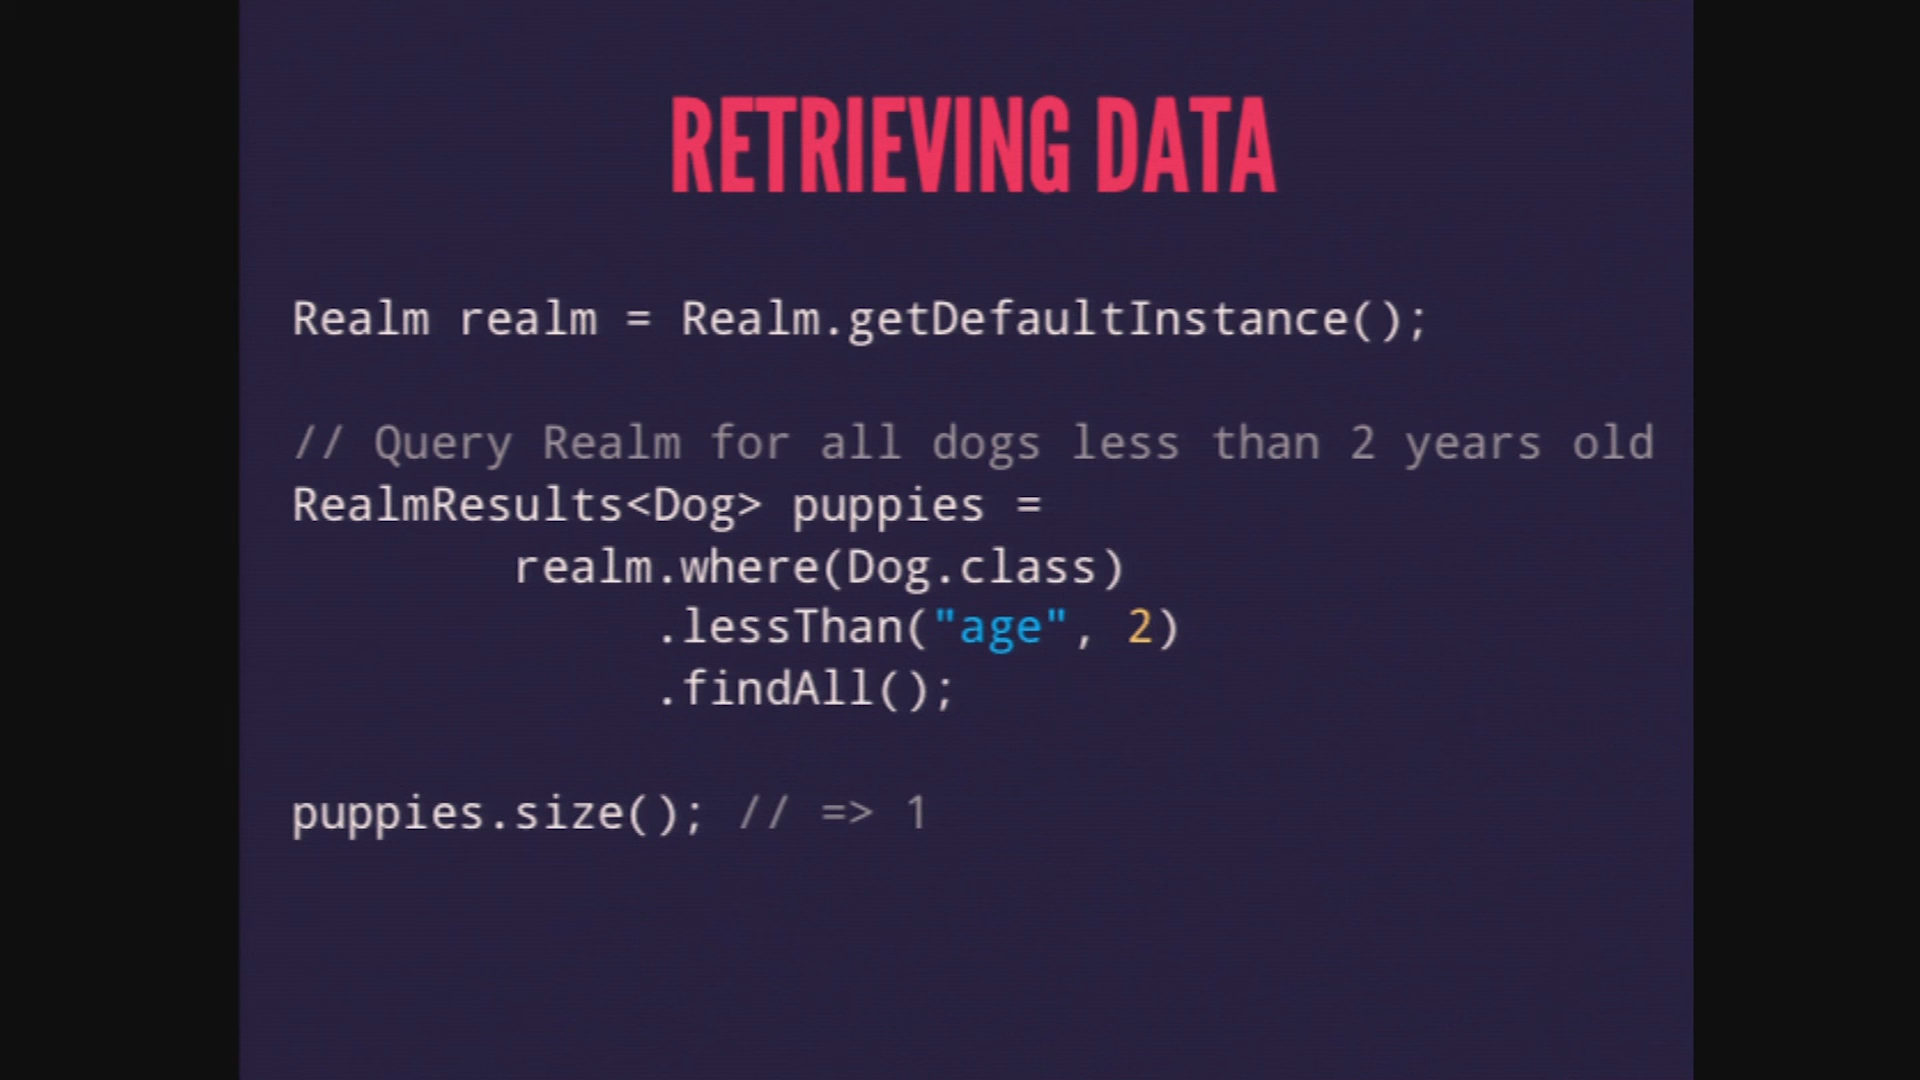 RETRIEVING DATA
Realm realm = Realm.getDefaultInstance();
// Query Realm for all dogs less than 2 years old
RealmResults<Dog> puppies =
realm.where(Dog.class)
.lessThan("age", 2)
.findAll();
puppies.size(); // => 1